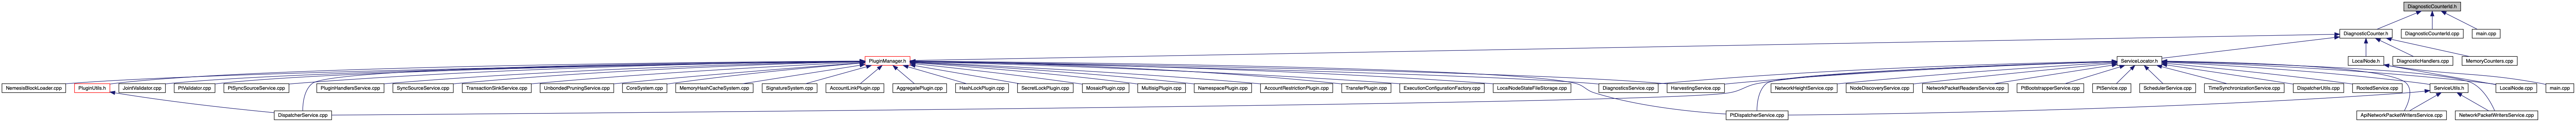 DiagnosticCounterId.h
DiagnosticCounter.h
DiagnosticCounterId.cpp
main.cpp
PluginManager.h
ServiceLocator.h
LocalNode.h
DiagnosticHandlers.cpp
MemoryCounters.cpp
NemesisBlockLoader.cpp
PluginUtils.h
JoinValidator.cpp
PtValidator.cpp
PtSyncSourceService.cpp
PluginHandlersService.cpp
SyncSourceService.cpp
TransactionSinkService.cpp
UnbondedPruningService.cpp
CoreSystem.cpp
MemoryHashCacheSystem.cpp
SignatureSystem.cpp
AccountLinkPlugin.cpp
AggregatePlugin.cpp
HashLockPlugin.cpp
SecretLockPlugin.cpp
MosaicPlugin.cpp
MultisigPlugin.cpp
NamespacePlugin.cpp
AccountRestrictionPlugin.cpp
TransferPlugin.cpp
ExecutionConfigurationFactory.cpp
LocalNodeStateFileStorage.cpp
DiagnosticsService.cpp
HarvestingService.cpp
NetworkHeightService.cpp
NodeDiscoveryService.cpp
NetworkPacketReadersService.cpp
PtBootstrapperService.cpp
PtService.cpp
SchedulerService.cpp
TimeSynchronizationService.cpp
DispatcherUtils.cpp
RootedService.cpp
ServiceUtils.h
LocalNode.cpp
main.cpp
DispatcherService.cpp
PtDispatcherService.cpp
ApiNetworkPacketWritersService.cpp
NetworkPacketWritersService.cpp